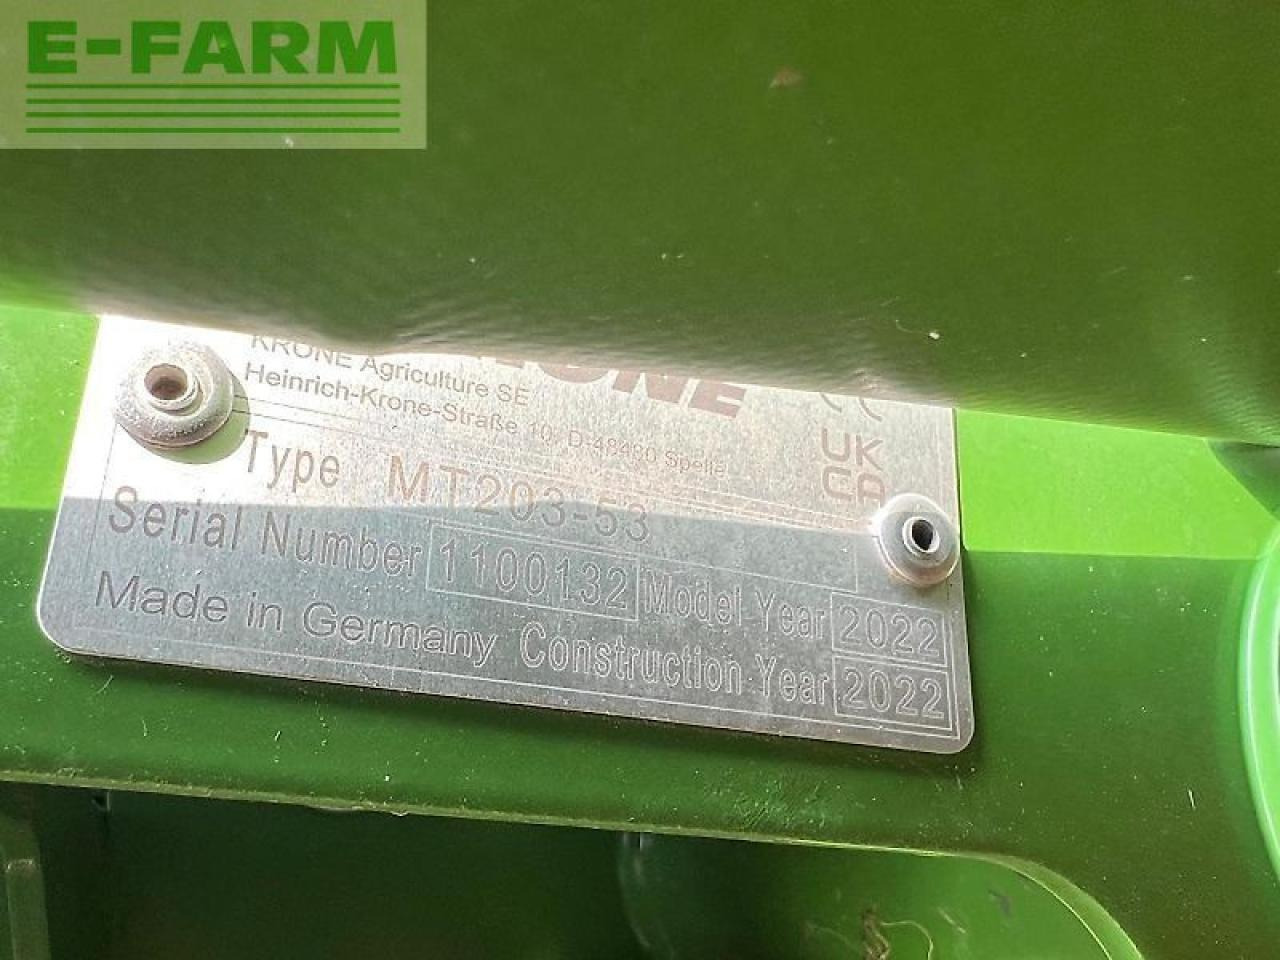 E-FARM
KRONE Agriculture SE
Heinrich-Krone-Straße 10, D-48480 Spelle
UK
CA
Type MT203-53
Serial Number 1100132 Model Year 2022
Made in Germany Construction Year 2022